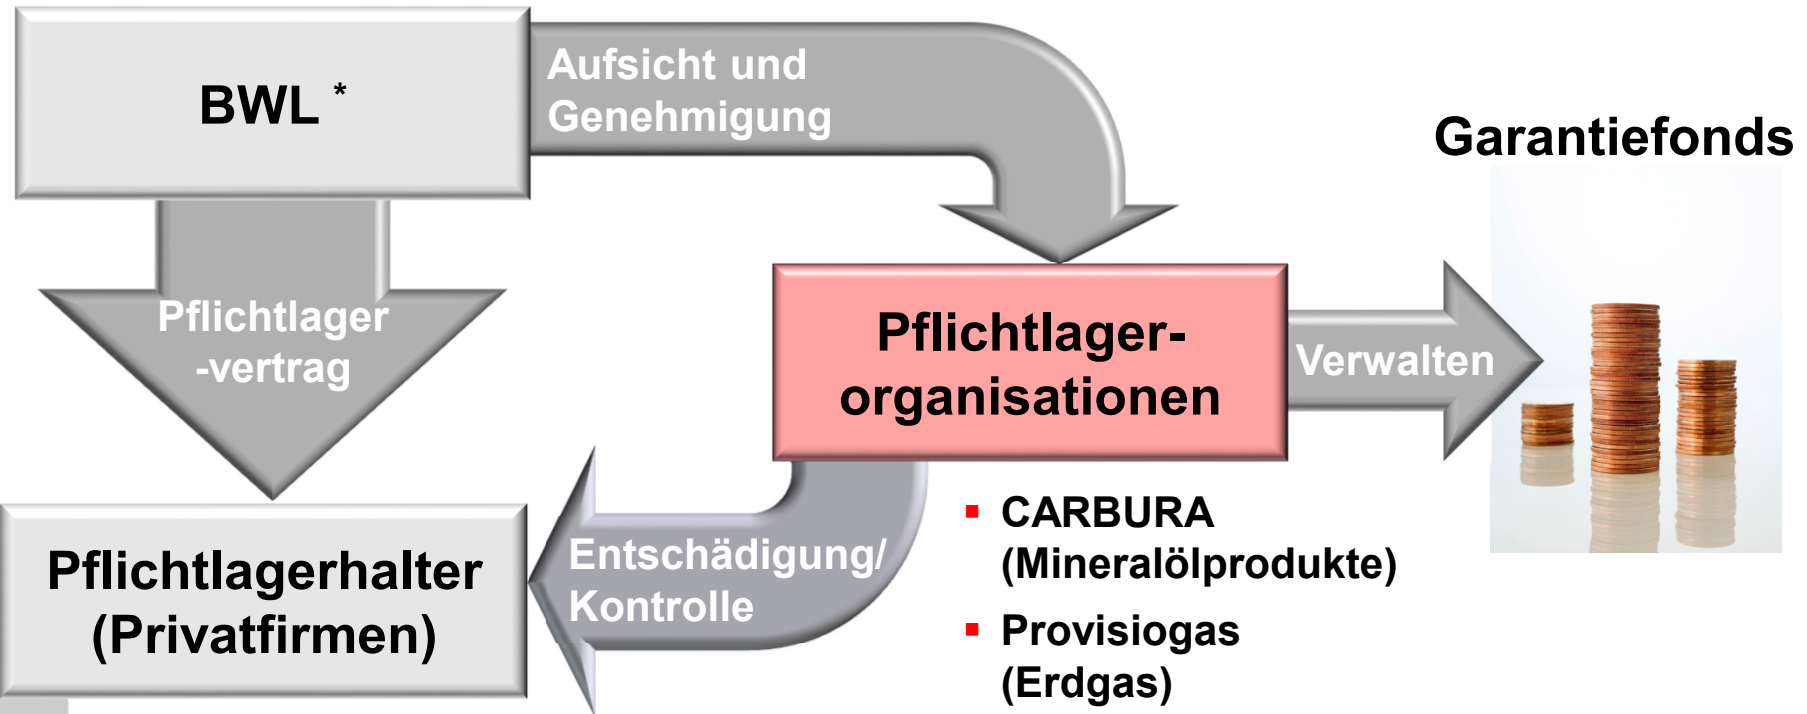 BWL *
Aufsicht und
Genehmigung
Garantiefonds
Pflichtlager
-vertrag
Pflichtlager-
organisationen
Verwalten
Pflichtlagerhalter
(Privatfirmen)
Entschädigung/
Kontrolle
▪ CARBURA
(Mineralölprodukte)
▪ Provisiogas
(Erdgas)